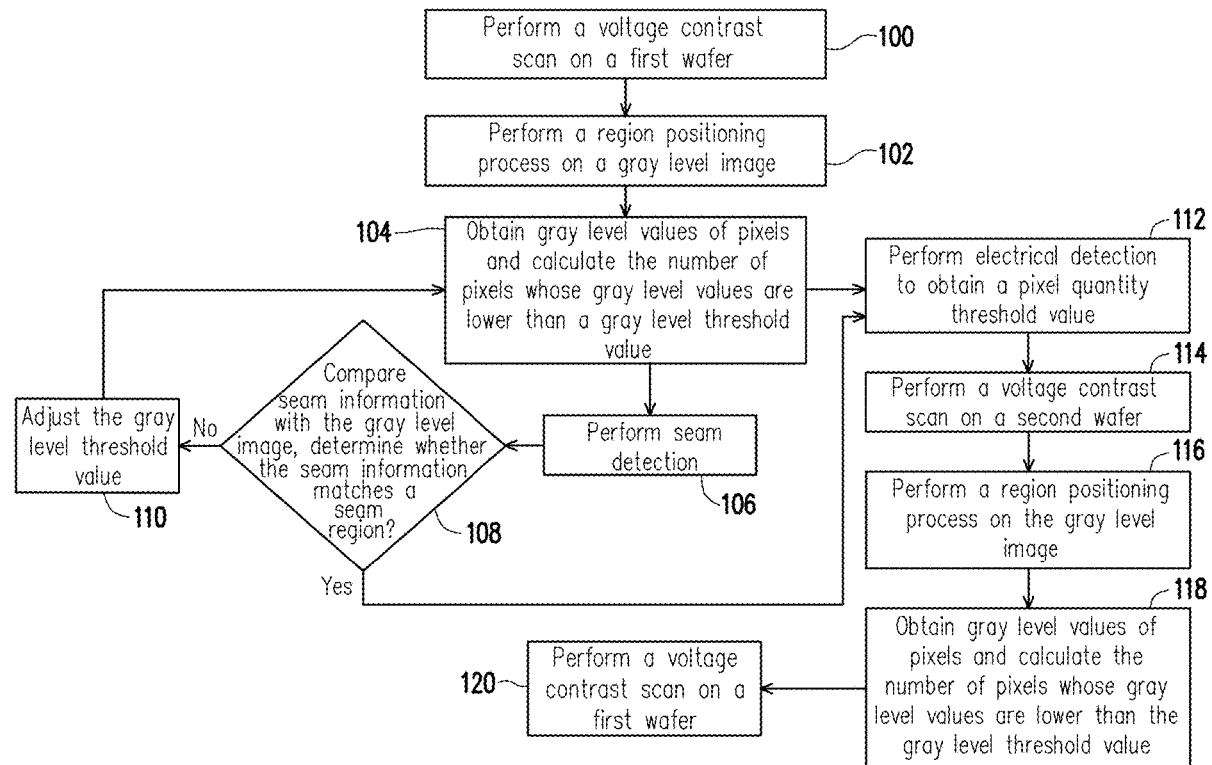 Perform a voltage contrast
scan on a first wafer
100
Perform a region positioning
process on a gray level image
102
104
Obtain gray level values of pixels
and calculate the number of
pixels whose gray level values are
lower than a gray level threshold
value
112
Perform electrical detection
to obtain a pixel quantity
threshold value
Compare
seam information
with the gray level
image, determine whether
the seam information
matches a
seam
region?
108
No
Yes
Adjust the gray
level threshold
value
110
Perform seam
detection
106
114
Perform a voltage contrast
scan on a second wafer
116
Perform a region positioning
process on the gray level
image
118
Obtain gray level values of
pixels and calculate the
number of pixels whose gray
level values are lower than the
gray level threshold value
120
Perform a voltage
contrast scan on a
first wafer